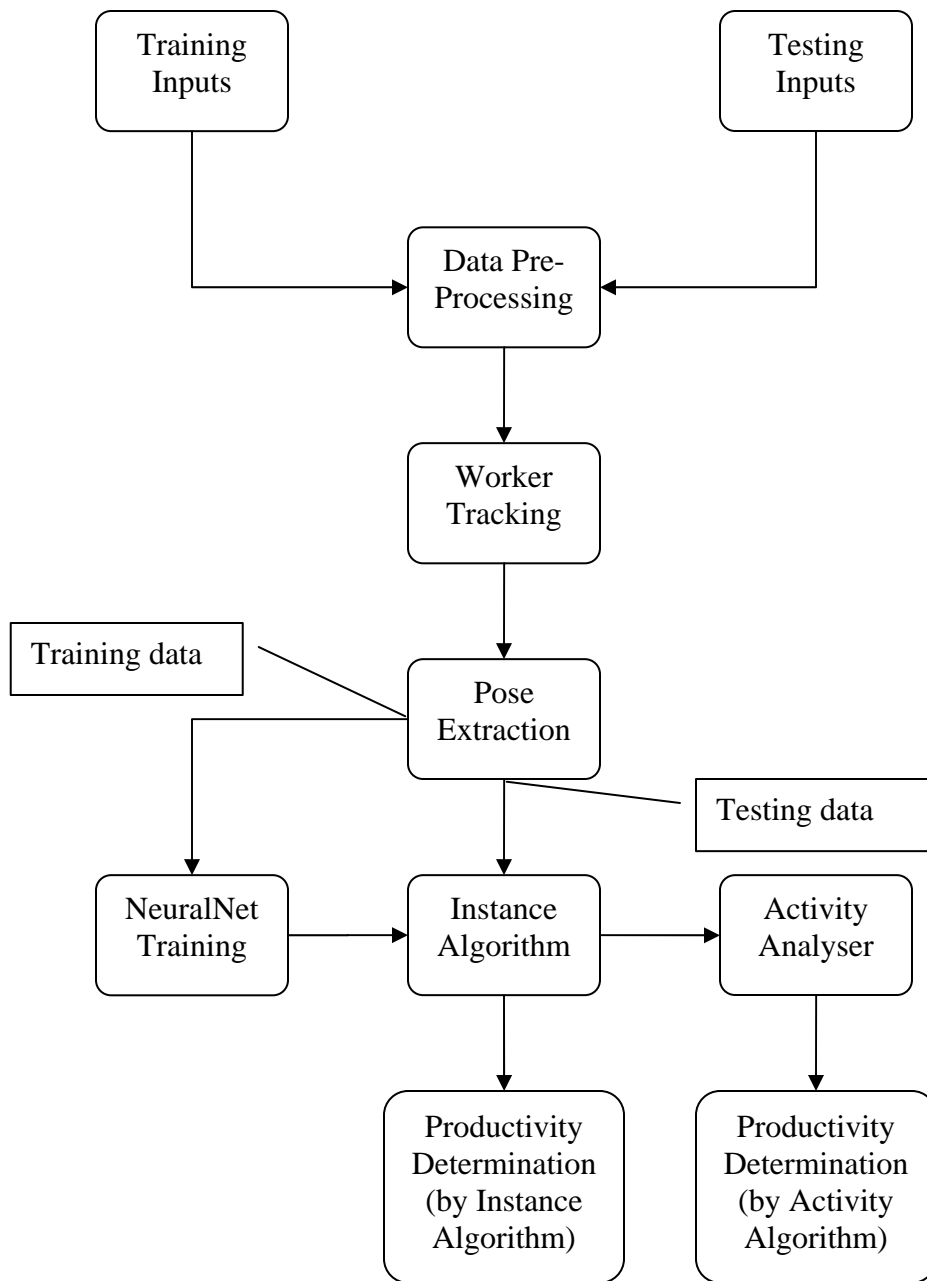 Training
Inputs
Testing
Inputs
Data Pre-
Processing
Worker
Tracking
Training data
Pose
Extraction
Testing data
NeuralNet
Training
Instance
Algorithm
Activity
Analyser
Productivity
Determination
(by Instance
Algorithm)
Productivity
Determination
(by Activity
Algorithm)